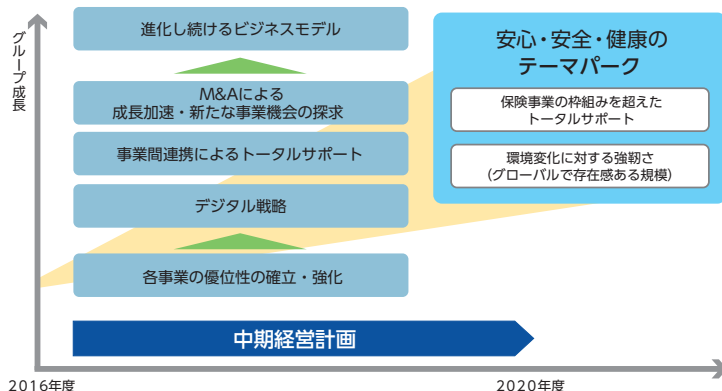 グループ成長
進化し続けるビジネスモデル
M&Aによる
成長加速・新たな事業機会の探求
事業間連携によるトータルサポート
デジタル戦略
各事業の優位性の確立・強化
安心・安全・健康の
テーマパーク
保険事業の枠組みを超えた
トータルサポート
環境変化に対する強靭さ
(グローバルで存在感ある規模)
中期経営計画
2016年度
2020年度